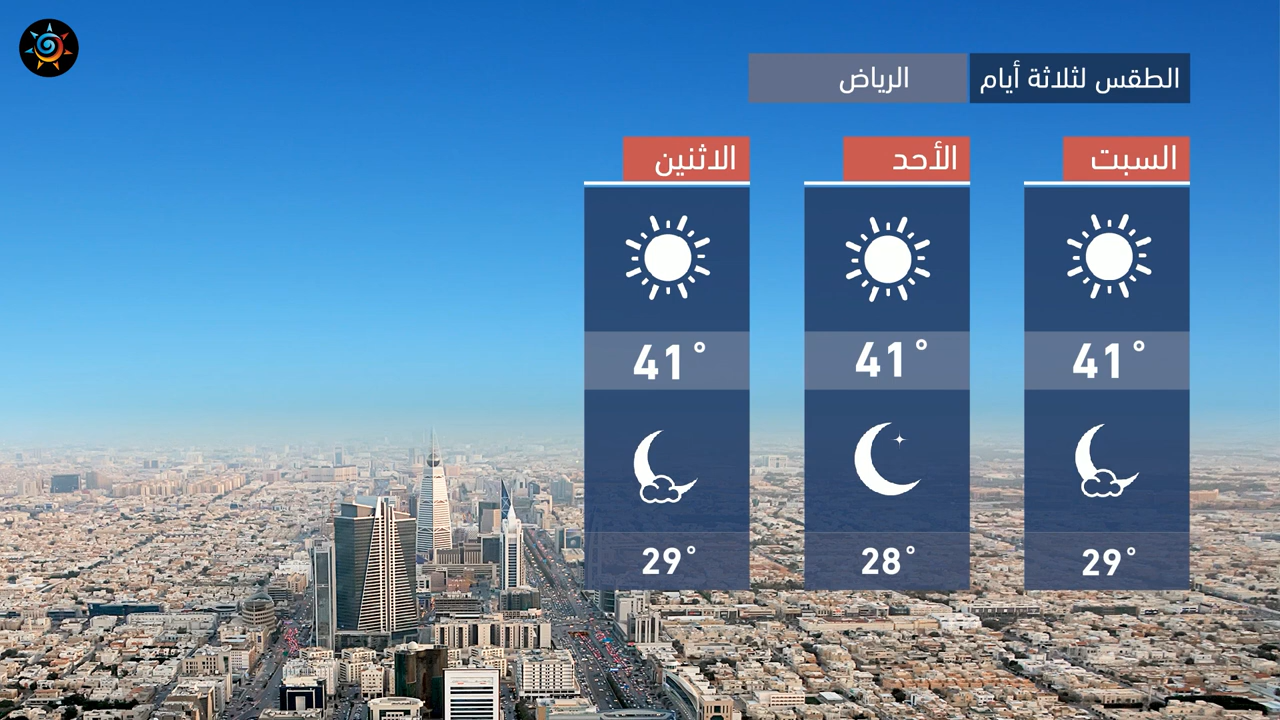 الطقس لثلاثة أيام
الرياض
السبت
الأحد
الاثنين
41°
41°
41°
29°
28°
29°